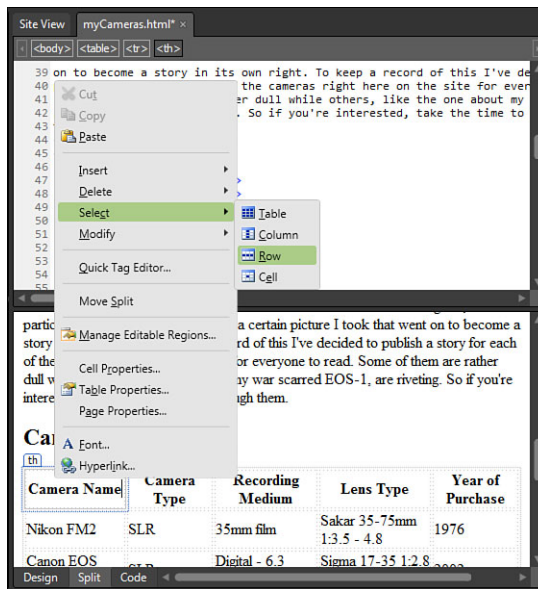 Site View
myCameras.html* ×
<body> <table> <tr> <th>
39 on to become a story in its own right. To keep a record of this I've de
40 the cameras right here on the site for ever
41 er dull while others, like the one about my
42 . So if you're interested, take the time to
43
44
45
46
47 >
48 >
49
50
51
52
53
54
55
Cut
Copy
Paste
Insert
Delete
Select
Modify
Quick Tag Editor...
Move Split
Manage Editable Regions...
Cell Properties...
Table Properties...
Page Properties...
Font...
Hyperlink...
Table
Column
Row
Cell
partic a certain picture I took that went on to become a
story rd of this I've decided to publish a story for each
of the or everyone to read. Some of them are rather
dull w ny war scarred EOS-1, are riveting. So if you're
intere ugh them.
Ca
th
Camera Name Camera Type Recording Medium Lens Type Year of Purchase
Nikon FM2 SLR 35mm film Sakar 35-75mm 1:3.5 - 4.8 1976
Canon EOS SLR Digital - 6.3 Sigma 17-35 1:2.8
Design Split Code